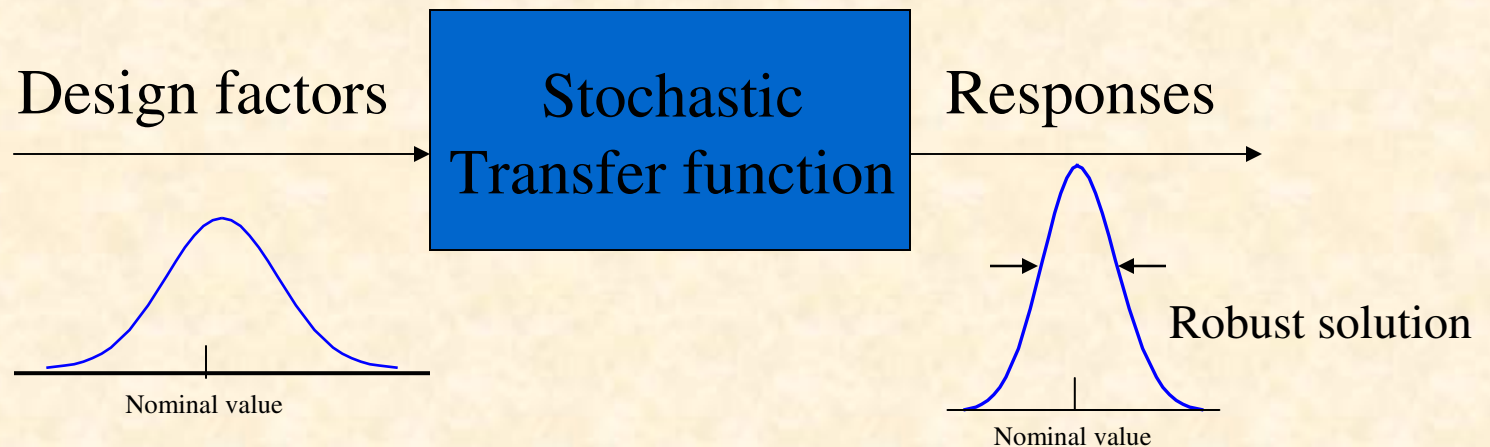 Design factors
Stochastic
Transfer function
Responses
Robust solution
Nominal value
Nominal value